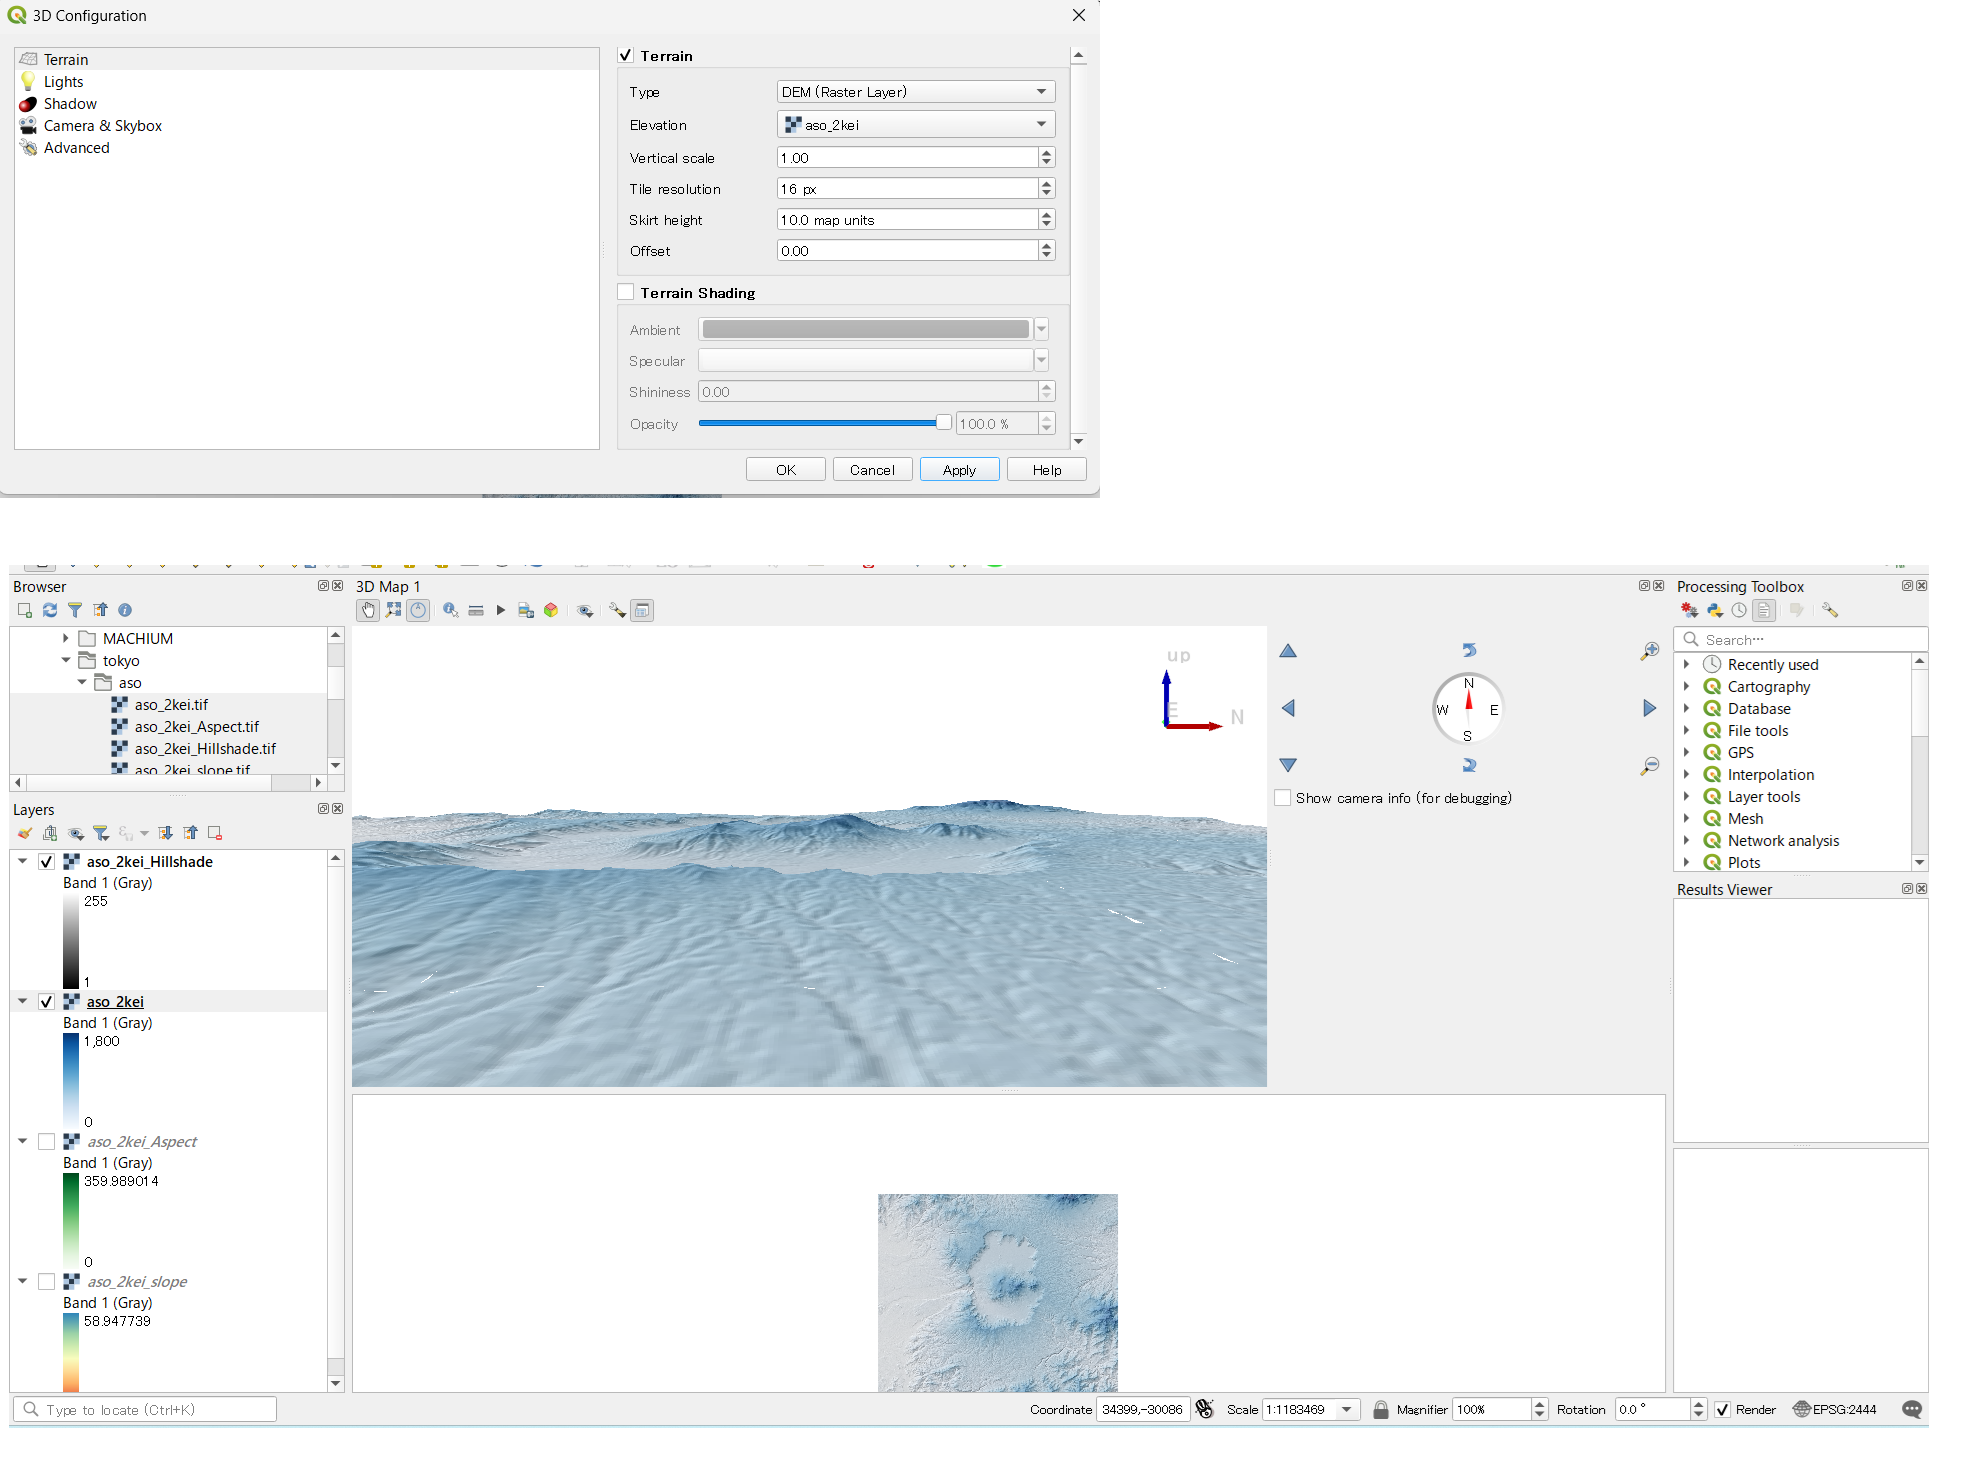 3D Configuration
Terrain
Lights
Shadow
Camera & Skybox
Advanced
Terrain
Type DEM (Raster Layer)
Elevation aso_2kei
Vertical scale 1.00
Tile resolution 16 px
Skirt height 10.0 map units
Offset 0.00
Terrain Shading
Ambient
Specular
Shininess 0.00
Opacity 100.0 %
OK Cancel Apply Help
Browser
MACHIUM
tokyo
aso
aso_2kei.tif
aso_2kei_Aspect.tif
aso_2kei_Hillshade.tif
aso_2kei_slope.tif
Layers
aso_2kei_Hillshade
Band 1 (Gray)
255
1
aso_2kei
Band 1 (Gray)
1,800
0
aso_2kei_Aspect
Band 1 (Gray)
359.989014
0
aso_2kei_slope
Band 1 (Gray)
58.947739
3D Map 1
up
E
N
N
W E
S
Show camera info (for debugging)
Processing Toolbox
Search…
Recently used
Cartography
Database
File tools
GPS
Interpolation
Layer tools
Mesh
Network analysis
Plots
Results Viewer
Type to locate (Ctrl+K)
Coordinate 34399,-30086 Scale 1:1183469 Magnifier 100% Rotation 0.0 ° Render EPSG:2444